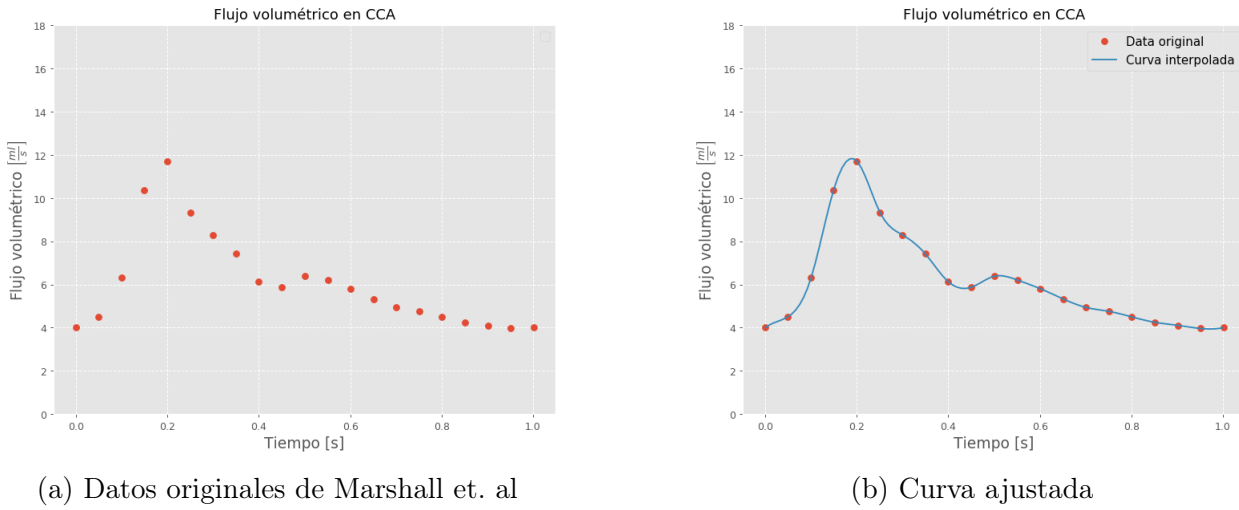 Flujo volumétrico en CCA
18
16
14
12
10
8
6
4
2
0
Flujo volumétrico [ml/s]
0.0 0.2 0.4 0.6 0.8 1.0
Tiempo [s]
(a) Datos originales de Marshall et. al
Flujo volumétrico en CCA
Data original
Curva interpolada
18
16
14
12
10
8
6
4
2
0
Flujo volumétrico [ml/s]
0.0 0.2 0.4 0.6 0.8 1.0
Tiempo [s]
(b) Curva ajustada